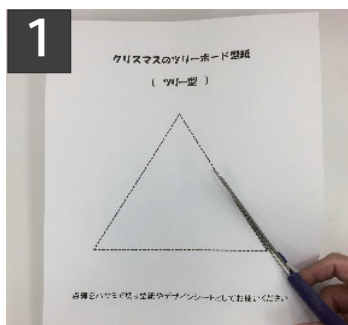 1
クリスマスのツリーボード型紙
( ツリー型 )
点線をハサミで切り型紙やデザインシートとしてお使いください